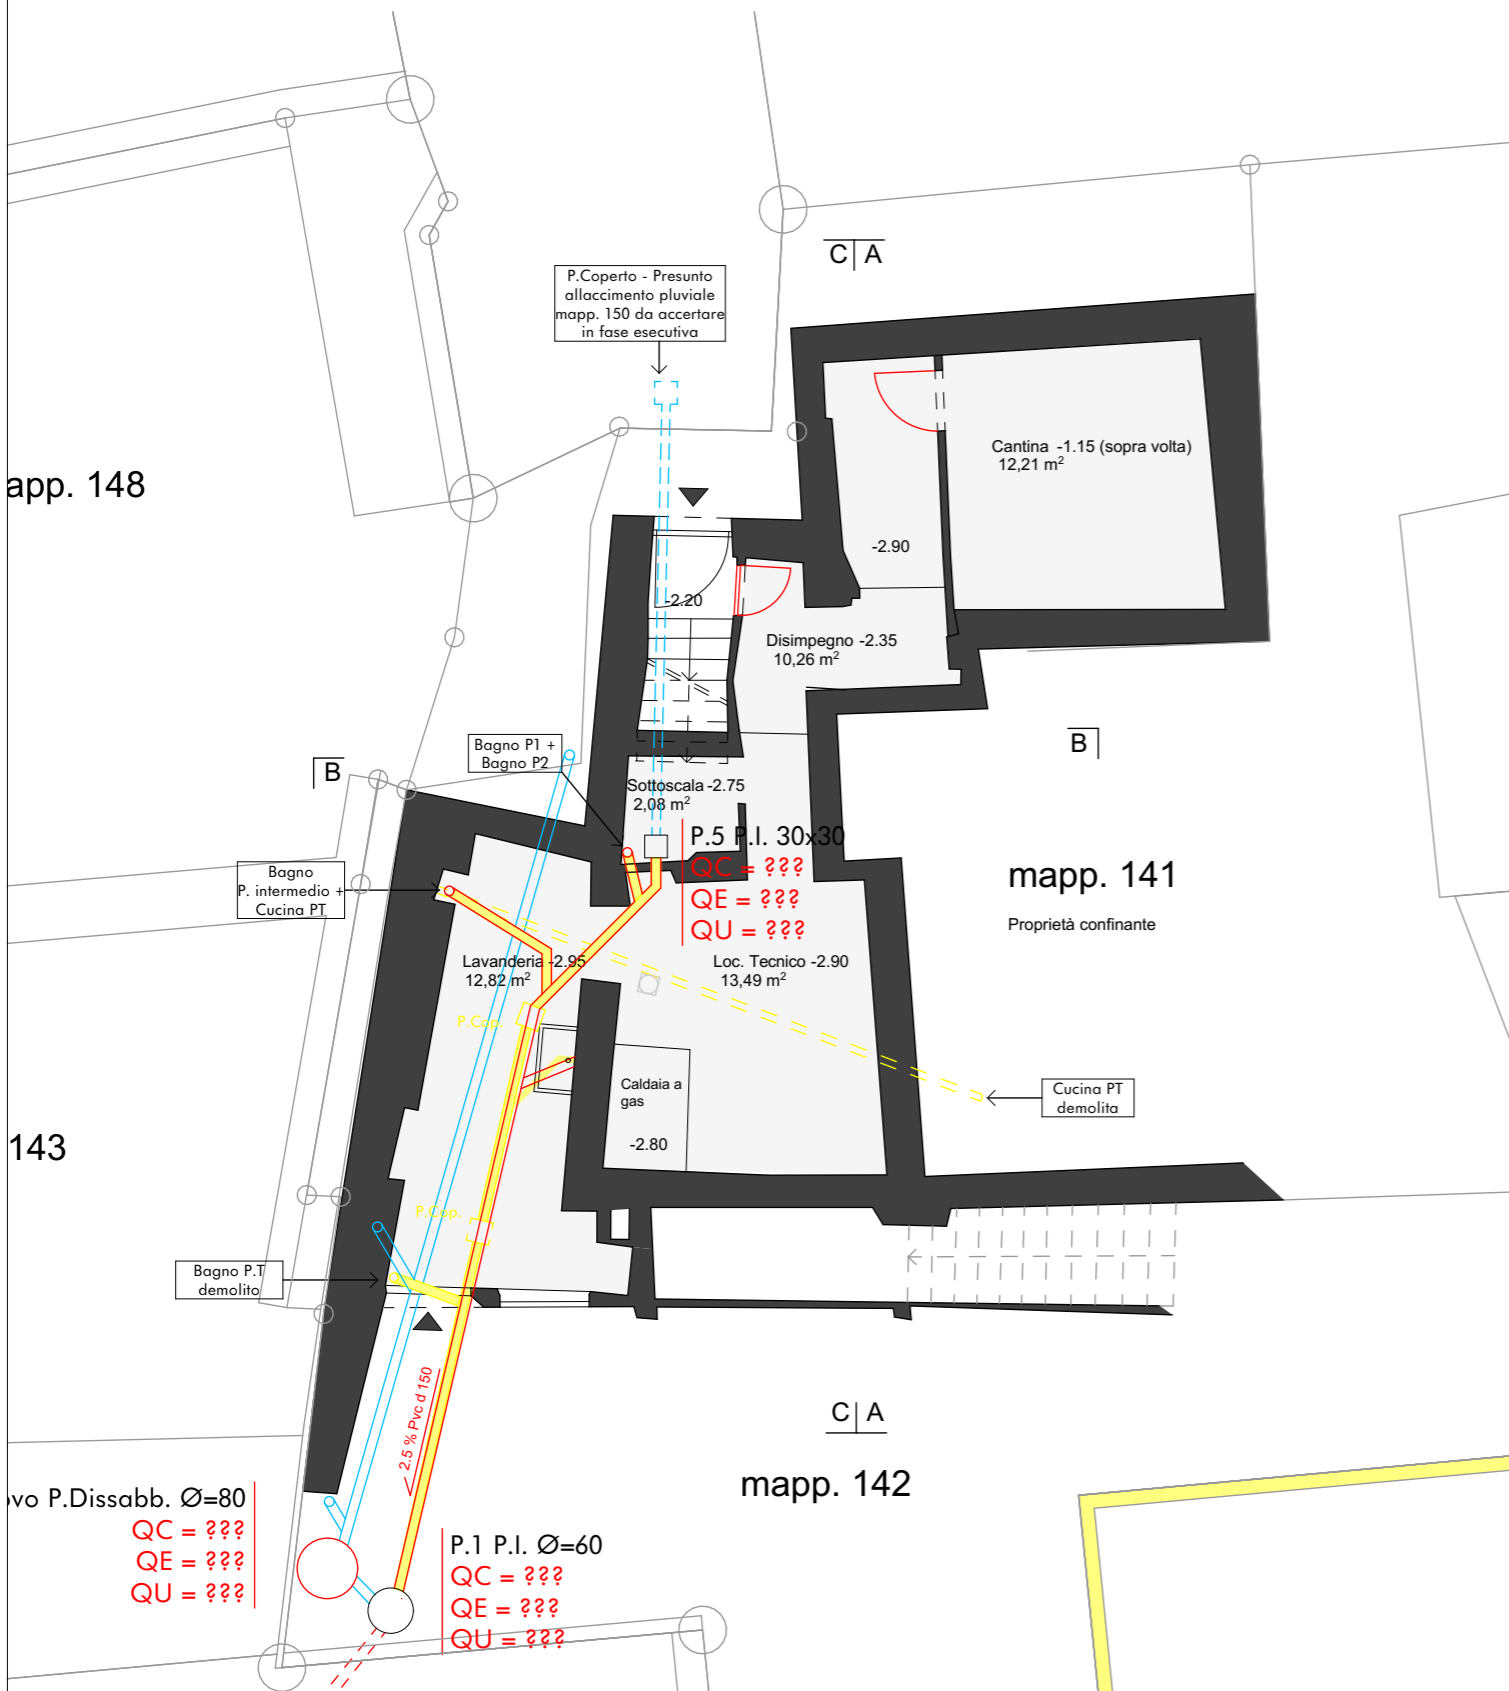 C A
P.Coperto - Presunto
allaccimento pluviale
mapp. 150 da accertare
in fase esecutiva
Cantina -1.15 (sopra volta)
12,21 m²
app. 148
-2.90
-2.20
Disimpegno -2.35
10,26 m²
B
Bagno P1 +
Bagno P2
B
Sottoscala -2.75
2,08 m²
P.5 P.I. 30x30
QC = ???
QE = ???
QU = ???
mapp. 141
Proprietà confinante
Bagno
P. intermedio +
Cucina PT
Lavanderia -2.95
12,82 m²
Loc. Tecnico -2.90
13,49 m²
P.Cop.
Caldaia a
gas
-2.80
Cucina PT
demolita
143
P.Cop.
Bagno P.T
demolito
2.5 % Pvc d 150
C A
mapp. 142
ovo P.Dissabb. Ø=80
QC = ???
QE = ???
QU = ???
P.1 P.I. Ø=60
QC = ???
QE = ???
QU = ???